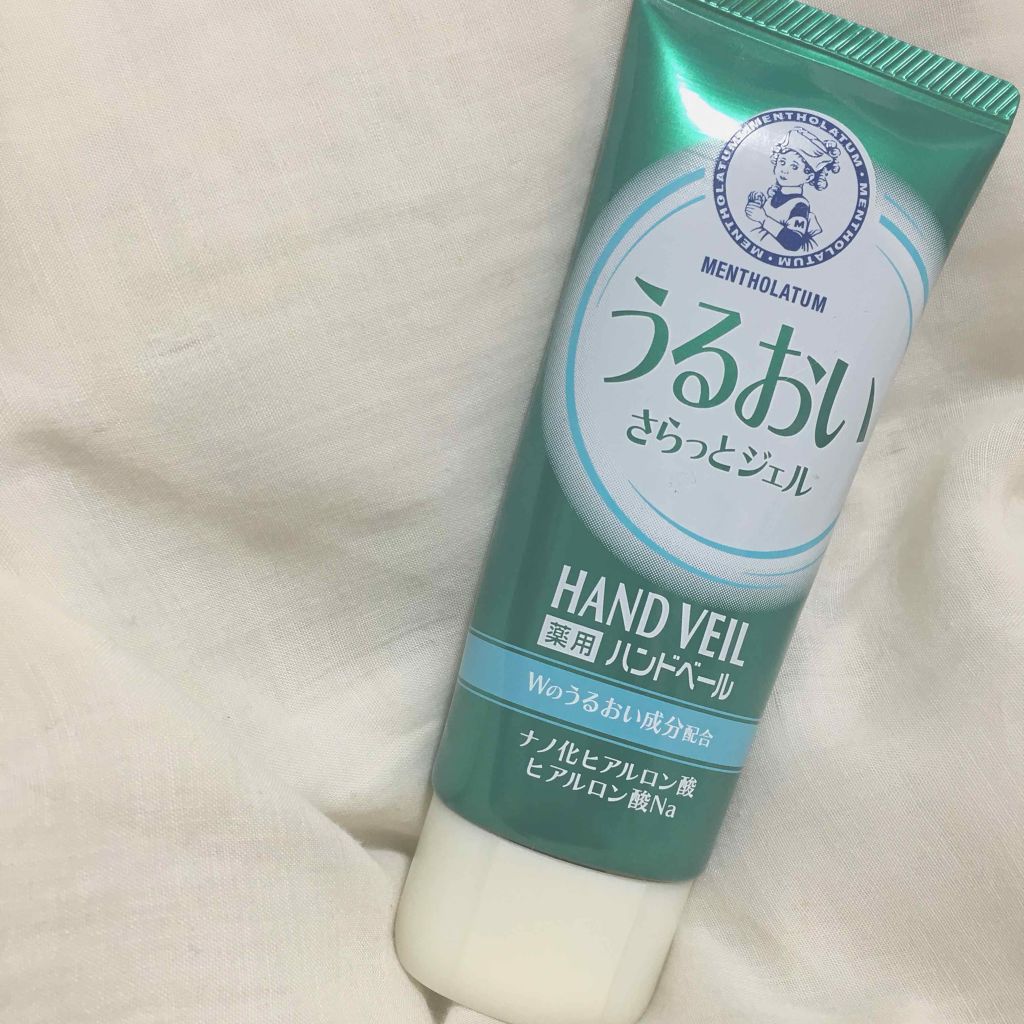 MENTHOLATUM • MENTHOLATUM • MENTHOLATUM •
M
MENTHOLATUM
うるおい
さらっとジェル
HAND VEIL
薬用 ハンドベール
Wのうるおい成分配合
ナノ化ヒアルロン酸
ヒアルロン酸Na